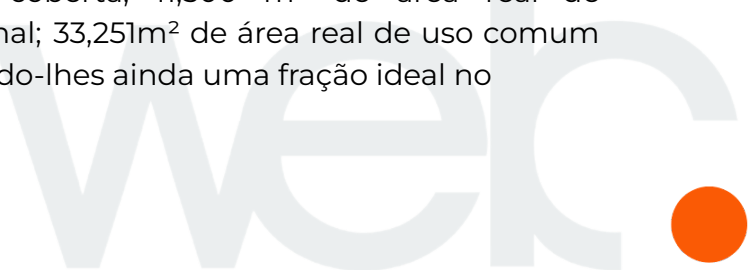 coberta, m² de área real de
nal; 33,251m² de área real de uso comum
do-lhes ainda uma fração ideal no